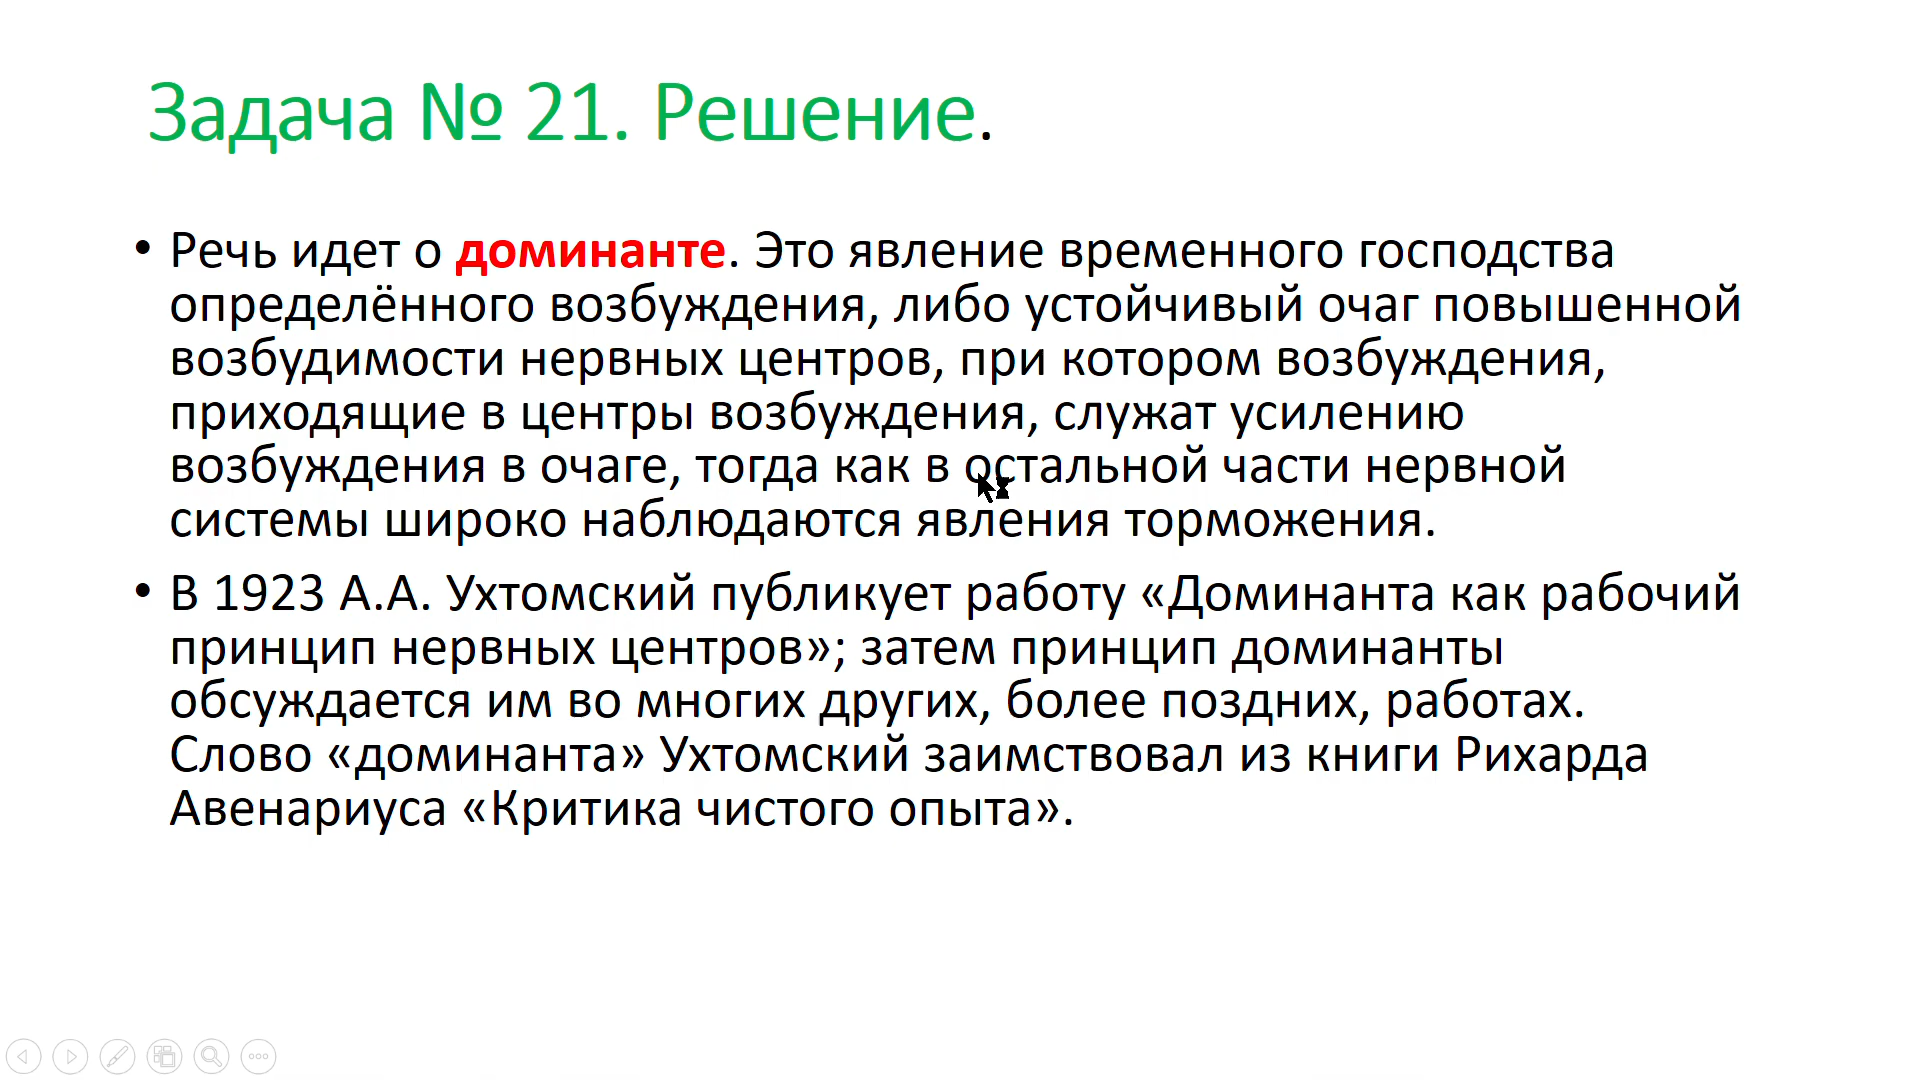 Задача № 21. Решение.
• Речь идет о доминанте. Это явление временного господства
определённого возбуждения, либо устойчивый очаг повышенной
возбудимости нервных центров, при котором возбуждения,
приходящие в центры возбуждения, служат усилению
возбуждения в очаге, тогда как в остальной части нервной
системы широко наблюдаются явления торможения.
• В 1923 А.А. Ухтомский публикует работу «Доминанта как рабочий
принцип нервных центров»; затем принцип доминанты
обсуждается им во многих других, более поздних, работах.
Слово «доминанта» Ухтомский заимствовал из книги Рихарда
Авенариуса «Критика чистого опыта».